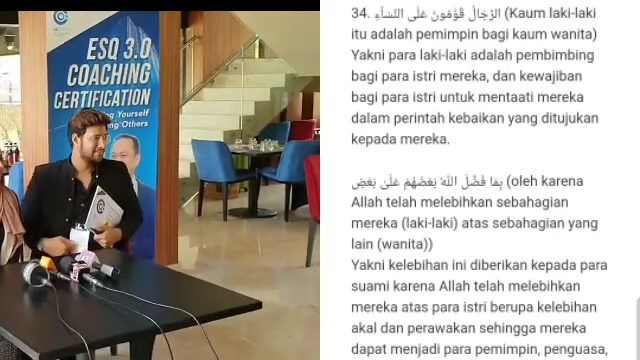 ESQ 3.0
COACHING
CERTIFICATION
Yourself
Others
34. الرِّجَالُ قَوّٰمُونَ عَلَى النِّسَآءِ (Kaum laki-laki
itu adalah pemimpin bagi kaum wanita)
Yakni para laki-laki adalah pembimbing
bagi para istri mereka, dan kewajiban
bagi para istri untuk mentaati mereka
dalam perintah kebaikan yang ditujukan
kepada mereka.
بِمَا فَضَّلَ اللَّهُ بَعْضَهُمْ عَلَىٰ بَعْضٍ (oleh karena
Allah telah melebihkan sebahagian
mereka (laki-laki) atas sebahagian yang
lain (wanita))
Yakni kelebihan ini diberikan kepada para
suami karena Allah telah melebihkan
mereka atas para istri berupa kelebihan
akal dan perawakan sehingga mereka
dapat menjadi para pemimpin, penguasa,